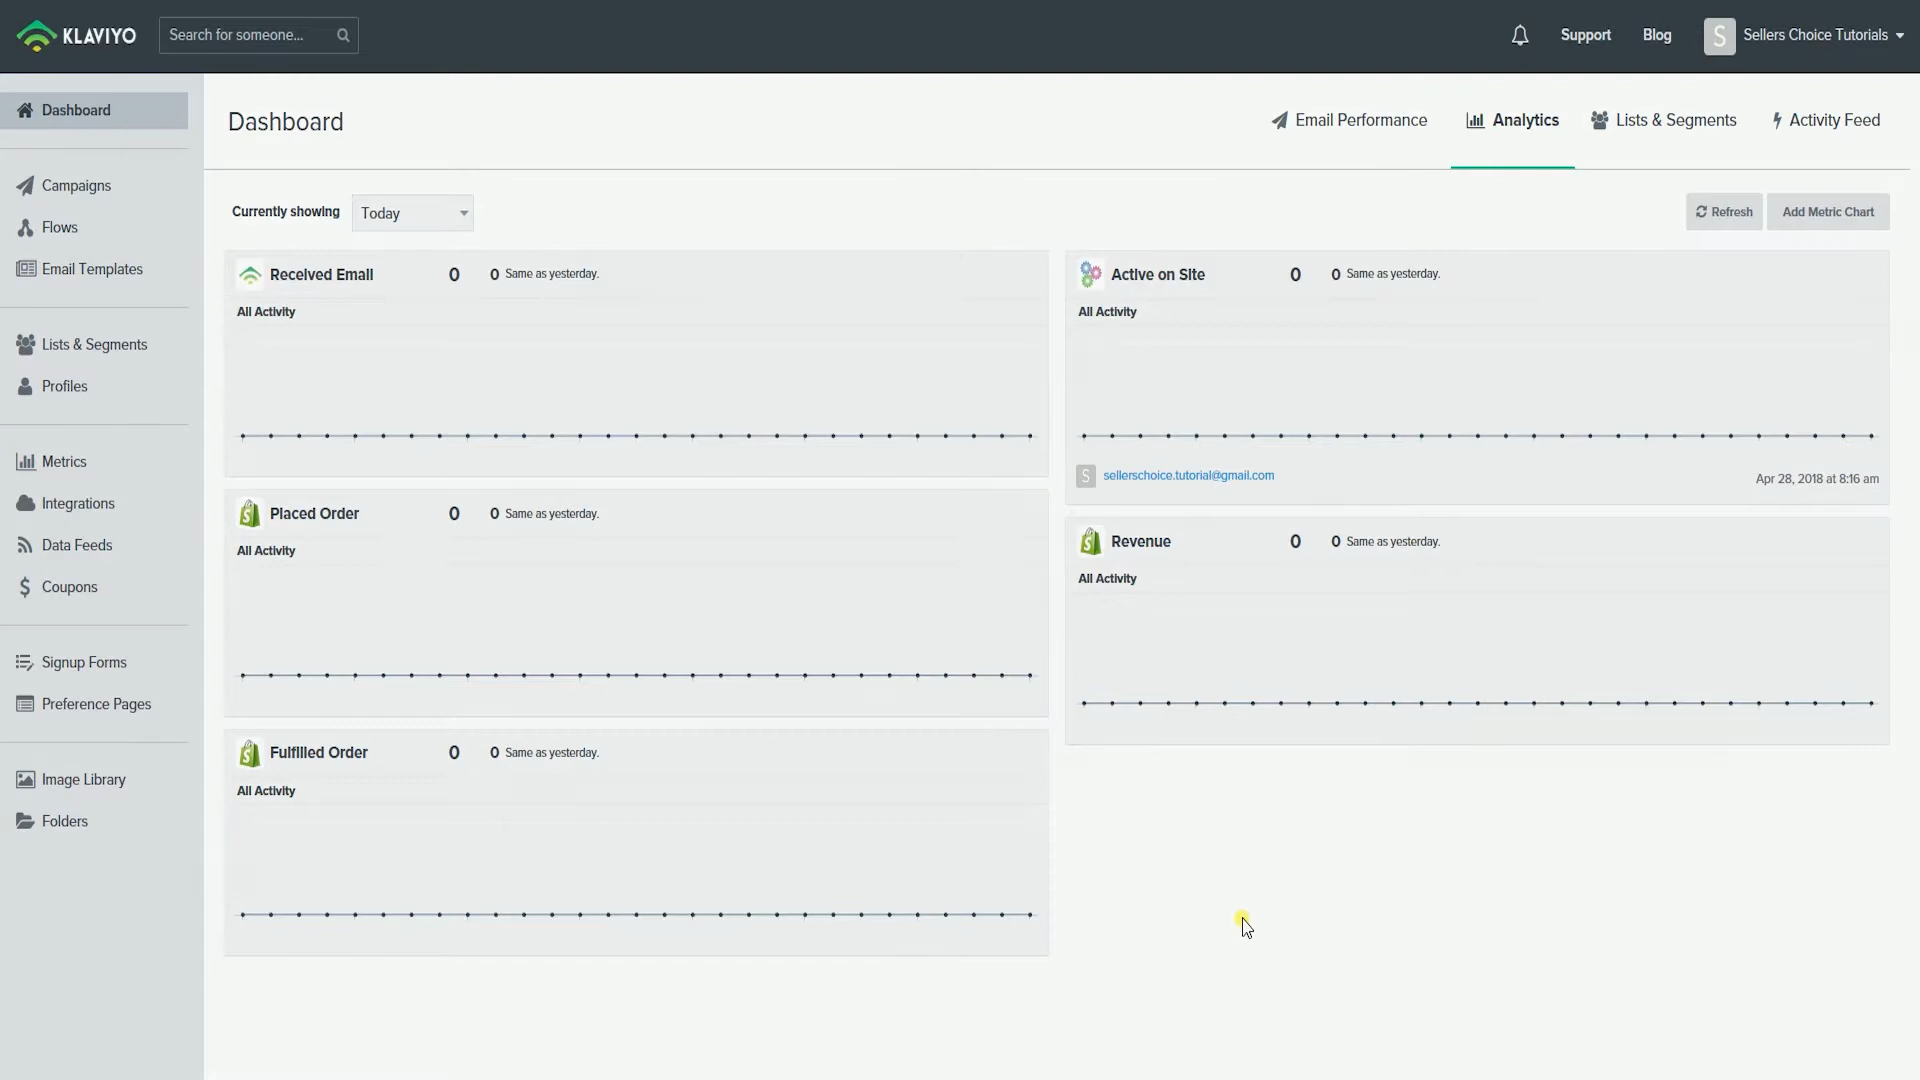 KLAVIYO
Search for someone...
Support
Blog
S
Sellers Choice Tutorials
Dashboard
Campaigns
Flows
Email Templates
Lists & Segments
Profiles
Metrics
Integrations
Data Feeds
Coupons
Signup Forms
Preference Pages
Image Library
Folders
Dashboard
Email Performance
Analytics
Lists & Segments
Activity Feed
Currently showing
Today
Refresh
Add Metric Chart
Received Email 0 0 Same as yesterday.
All Activity
Placed Order 0 0 Same as yesterday.
All Activity
Fulfilled Order 0 0 Same as yesterday.
All Activity
Active on Site 0 0 Same as yesterday.
All Activity
S sellerschoice.tutorial@gmail.com Apr 28, 2018 at 8:16 am
Revenue 0 0 Same as yesterday.
All Activity